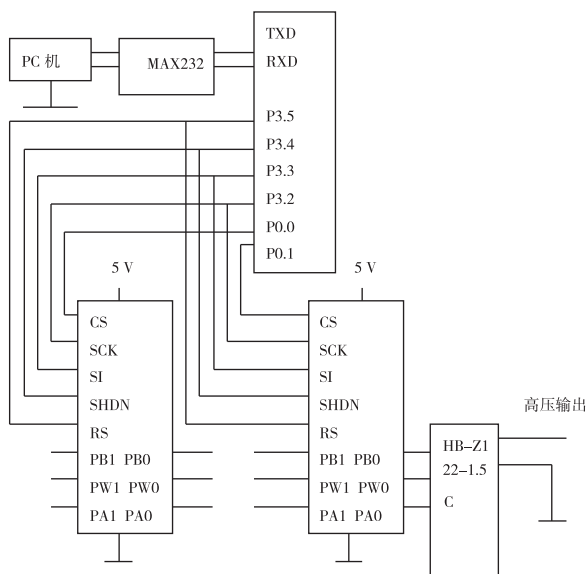 TXD
PC 机
MAX232
RXD
P3.5
P3.4
P3.3
P3.2
P0.0
P0.1
5 V
5 V
CS
SCK
SI
SHDN
RS
PB1 PB0
PW1 PW0
PA1 PA0
CS
SCK
SI
SHDN
RS
PB1 PB0
PW1 PW0
PA1 PA0
高压输出
HB-Z1
22-1.5
C